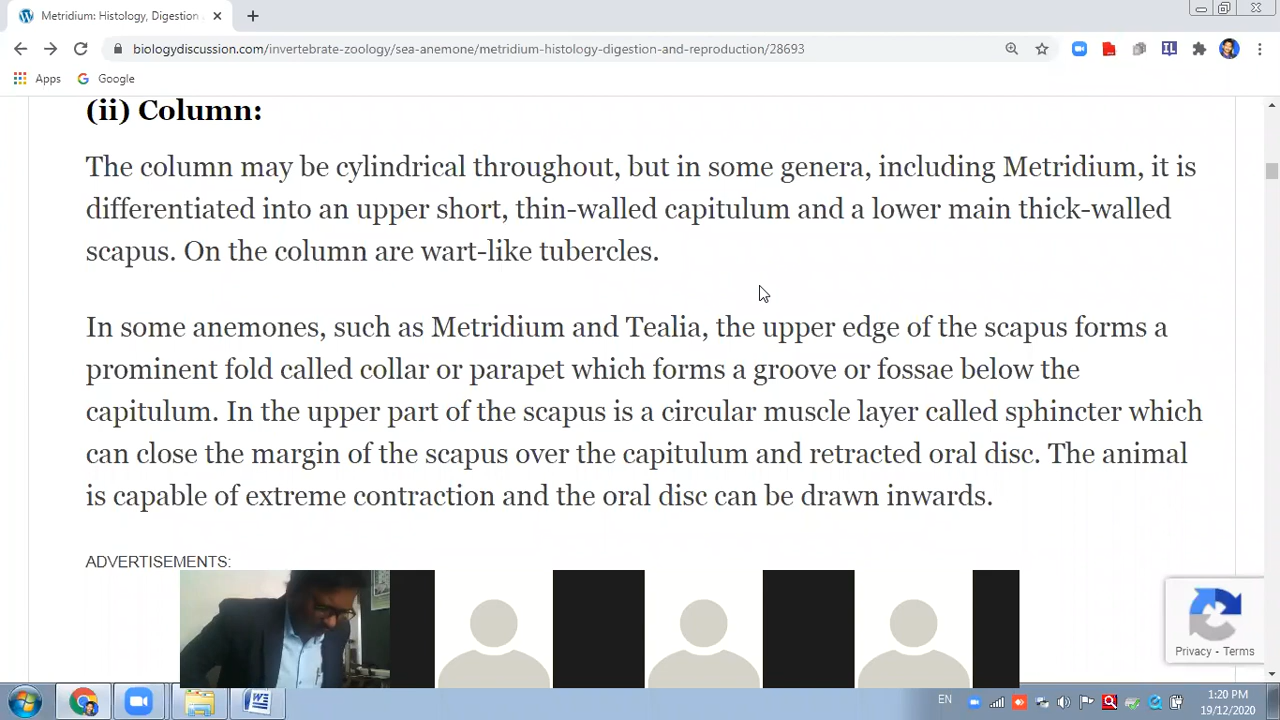 Metridium: Histology, Digestion
biologydiscussion.com/invertebrate-zoology/sea-anemone/metridium-histology-digestion-and-reproduction/28693
Apps
Google
(ii) Column:
The column may be cylindrical throughout, but in some genera, including Metridium, it is
differentiated into an upper short, thin-walled capitulum and a lower main thick-walled
scapus. On the column are wart-like tubercles.
In some anemones, such as Metridium and Tealia, the upper edge of the scapus forms a
prominent fold called collar or parapet which forms a groove or fossae below the
capitulum. In the upper part of the scapus is a circular muscle layer called sphincter which
can close the margin of the scapus over the capitulum and retracted oral disc. The animal
is capable of extreme contraction and the oral disc can be drawn inwards.
ADVERTISEMENTS:
Privacy - Terms
EN
1:20 PM
19/12/2020